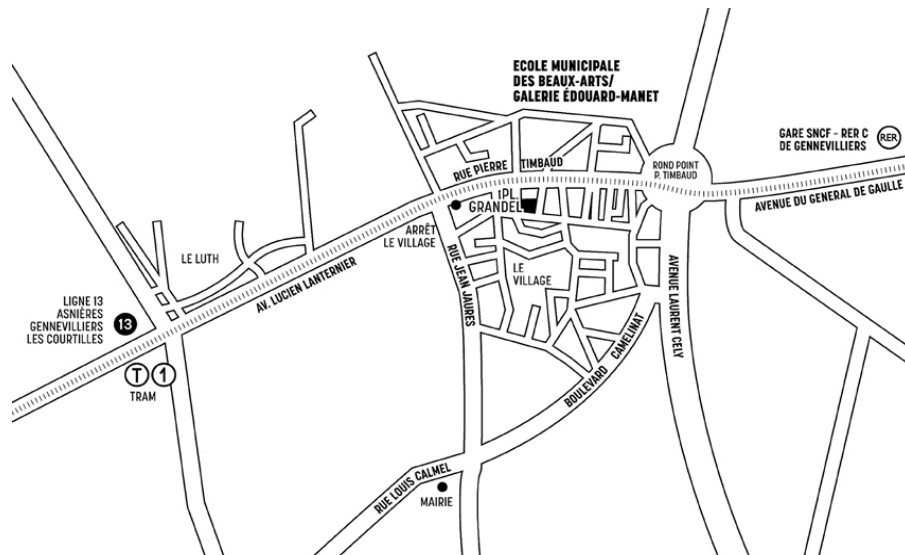 ECOLE MUNICIPALE
DES BEAUX-ARTS/
GALERIE ÉDOUARD-MANET
GARE SNCF - RER C
DE GENNEVILLIERS
RER
ROND POINT
P. TIMBAUD
RUE PIERRE TIMBAUD
AVENUE DU GENERAL DE GAULLE
PL
GRANDEL
ARRÊT
LE VILLAGE
LE LUTH
AV. LUCIEN LANTERNIER
RUE JEAN JAURES
LE
VILLAGE
AVENUE LAURENT CELY
LIGNE 13
ASNIÈRES
GENNEVILLIERS
LES COURTILLES
13
T 1
TRAM
BOULEVARD CAMELINAT
RUE LOUIS CALMEL
MAIRIE